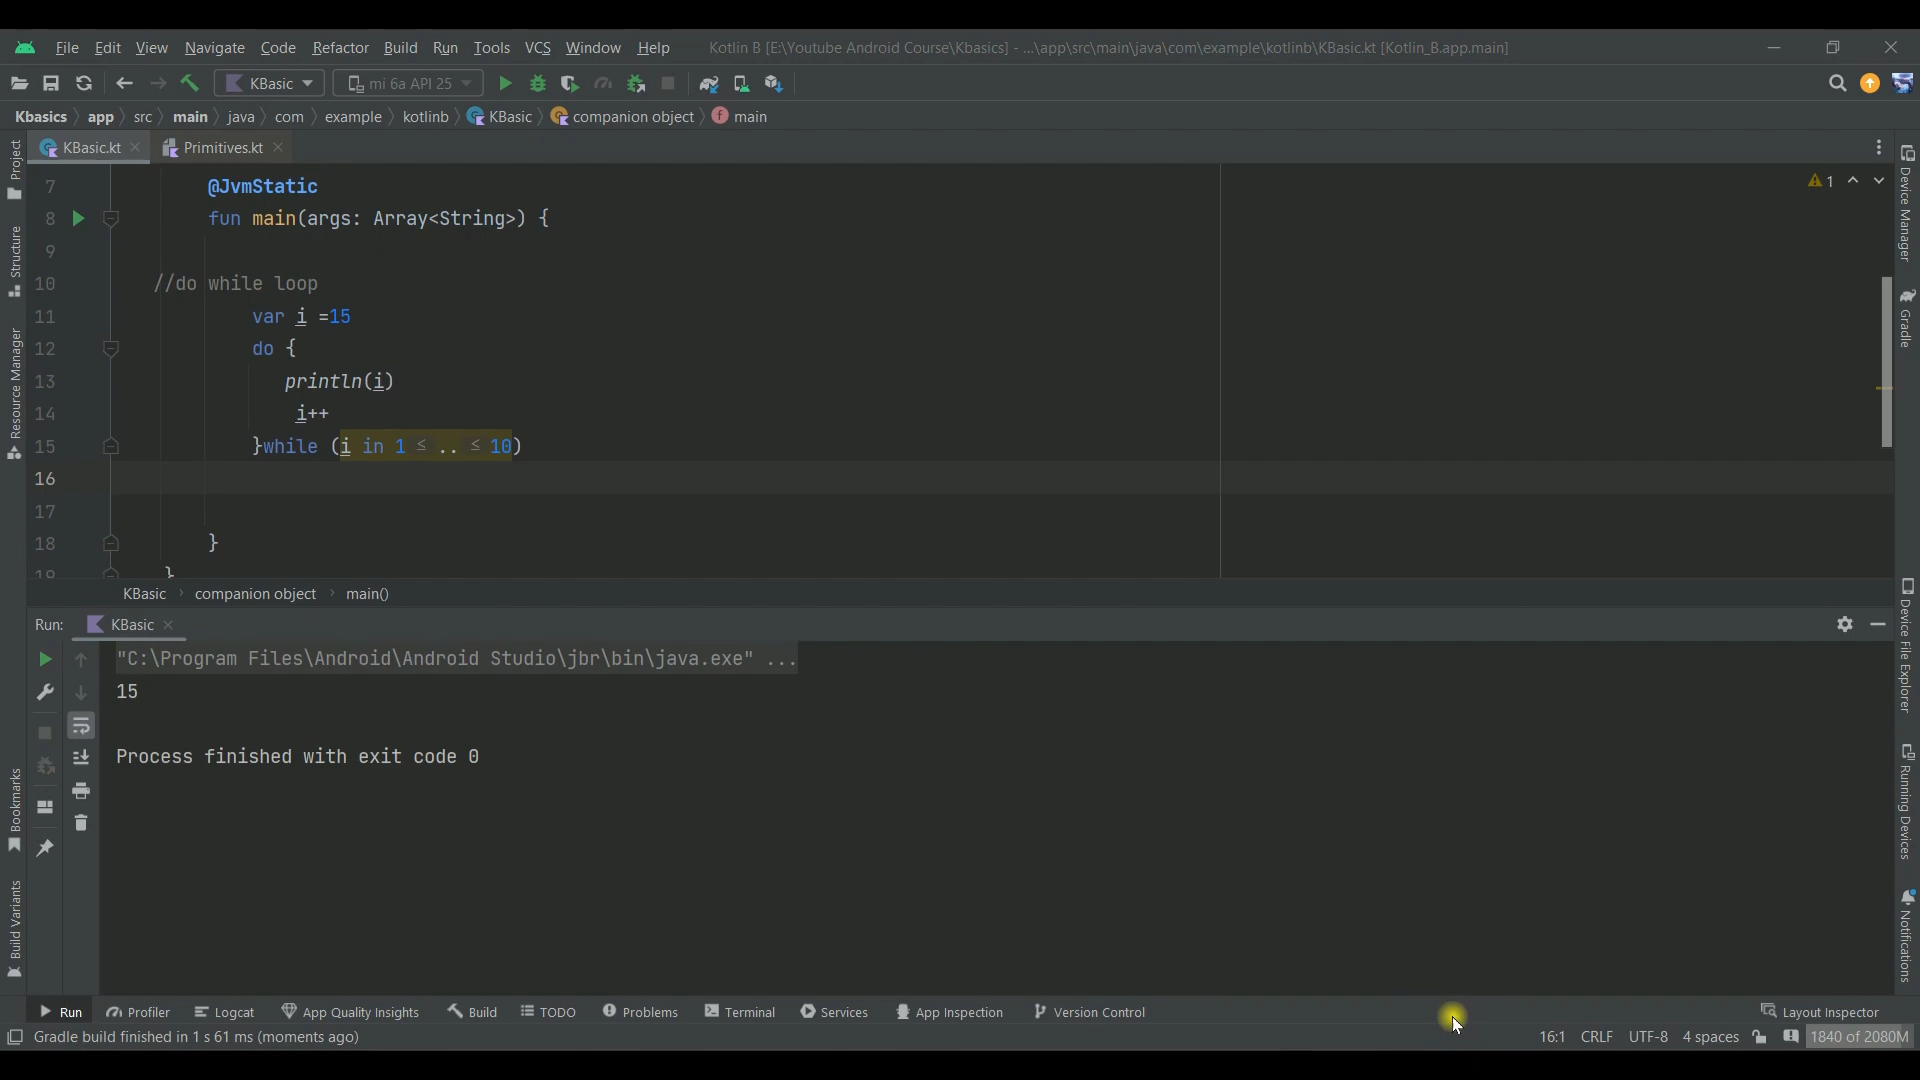 File Edit View Navigate Code Refactor Build Run Tools VCS Window Help Kotlin B [E:\Youtube Android Course\Kbasics] - ...\app\src\main\java\com\example\kotlinb\KBasic.kt [Kotlin_B.app.main]
KBasic mi 6a API 25
Kbasics app src main java com example kotlinb KBasic companion object main
KBasic.kt Primitives.kt
7 @JvmStatic
8 fun main(args: Array<String>) {
9
10 //do while loop
11 var i =15
12 do {
13 println(i)
14 i++
15 }while (i in 1 ≤ .. ≤ 10)
16
17
18 }
19 }
1
KBasic companion object main()
Run: KBasic
"C:\Program Files\Android\Android Studio\jbr\bin\java.exe" ...
15
Process finished with exit code 0
Project
Structure
Resource Manager
Bookmarks
Build Variants
Device Manager
Gradle
Device File Explorer
Running Devices
Notifications
Run Profiler Logcat App Quality Insights Build TODO Problems Terminal Services App Inspection Version Control Layout Inspector
Gradle build finished in 1 s 61 ms (moments ago) 16:1 CRLF UTF-8 4 spaces 1840 of 2080M